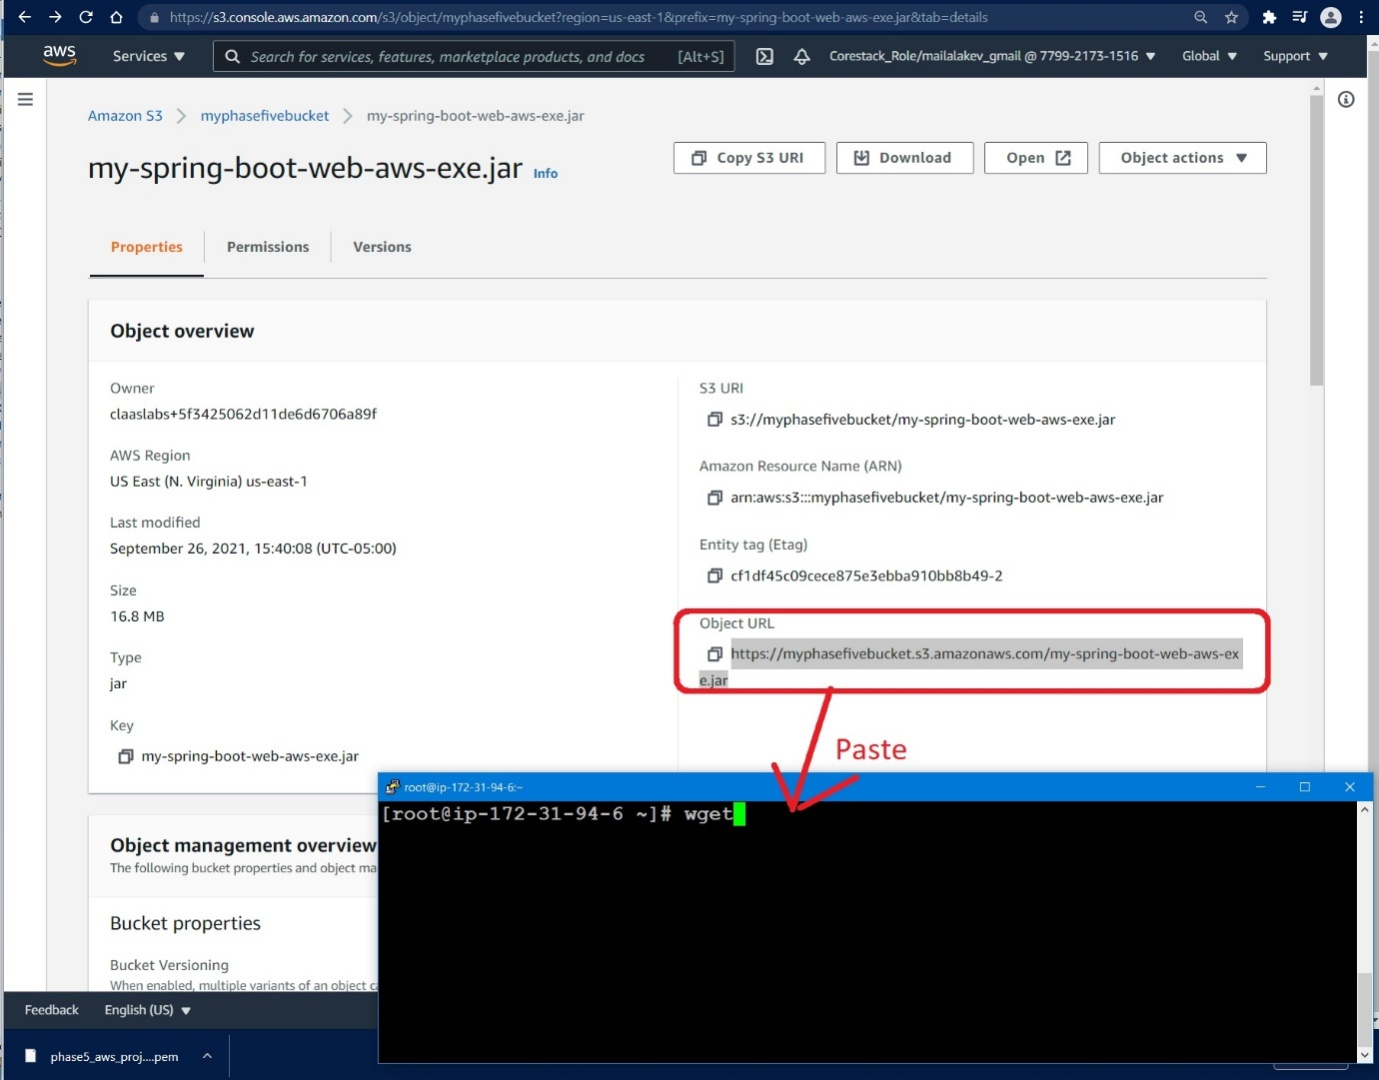 https://s3.console.aws.amazon.com/s3/object/myphasefivebucket?region=us-east-1&prefix=my-spring-boot-web-aws-exe.jar&tab=details
aws Services ▼ Search for services, features, marketplace products, and docs [Alt+S] Corestack_Role/mailalakev_gmail @ 7799-2173-1516 ▼ Global ▼ Support ▼
Amazon S3 > myphasefivebucket > my-spring-boot-web-aws-exe.jar
my-spring-boot-web-aws-exe.jar Info
Copy S3 URI Download Open Object actions ▼
Properties Permissions Versions
Object overview
Owner
claaslabs+5f3425062d11de6d6706a89f
AWS Region
US East (N. Virginia) us-east-1
Last modified
September 26, 2021, 15:40:08 (UTC-05:00)
Size
16.8 MB
Type
jar
Key
my-spring-boot-web-aws-exe.jar
S3 URI
s3://myphasefivebucket/my-spring-boot-web-aws-exe.jar
Amazon Resource Name (ARN)
arn:aws:s3:::myphasefivebucket/my-spring-boot-web-aws-exe.jar
Entity tag (Etag)
cf1df45c09cece875e3ebba910bb8b49-2
Object URL
https://myphasefivebucket.s3.amazonaws.com/my-spring-boot-web-aws-ex
e.jar
Paste
root@ip-172-31-94-6:~
[root@ip-172-31-94-6 ~]# wget
Object management overview
The following bucket properties and object ma
Bucket properties
Bucket Versioning
When enabled, multiple variants of an object ca
Feedback English (US) ▼
phase5_aws_proj....pem